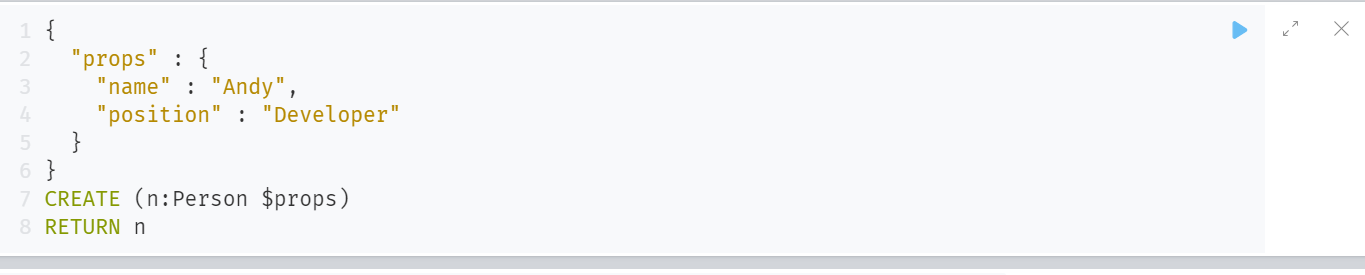 1 {
2   "props" : {
3     "name" : "Andy",
4     "position" : "Developer"
5   }
6 }
7 CREATE (n:Person $props)
8 RETURN n